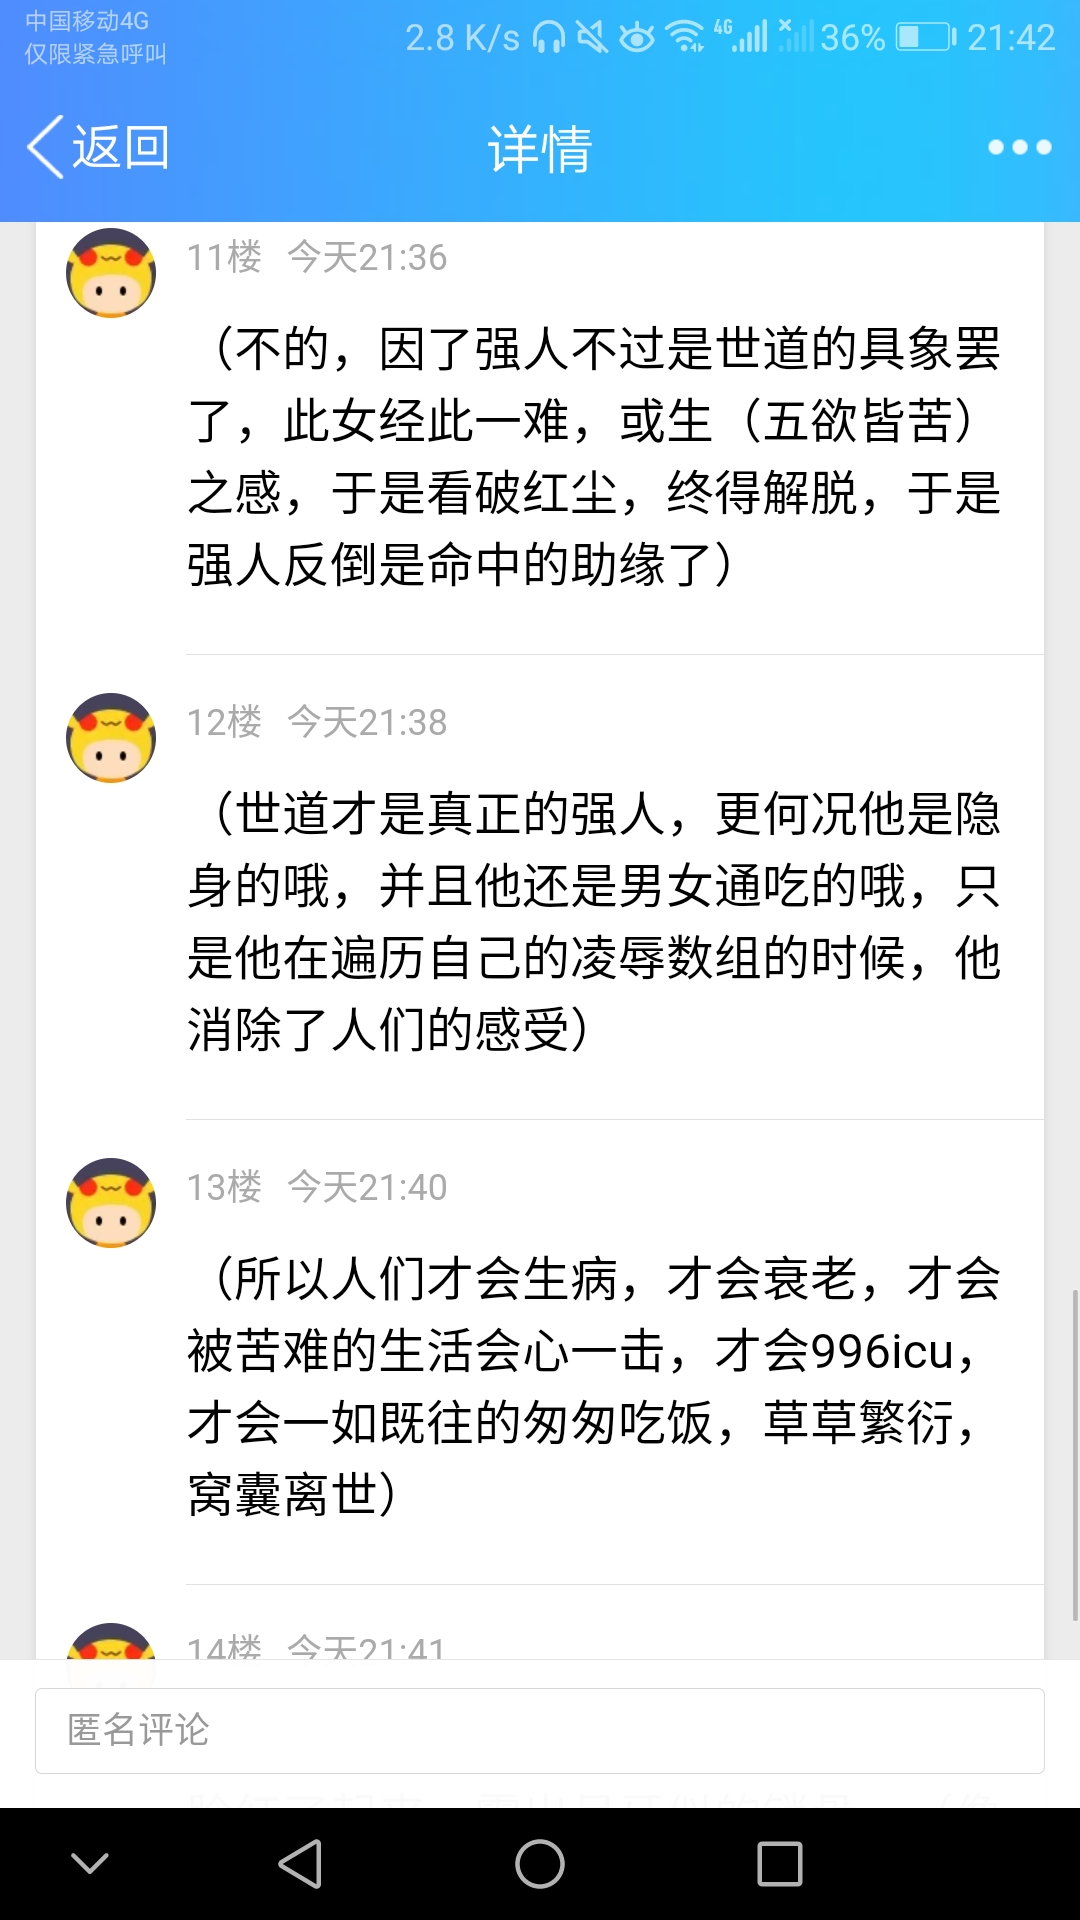 中国移动4G
仅限紧急呼叫
2.8 K/s 4G 36% 21:42
返回
详情
11楼 今天21:36
（不的，因了强人不过是世道的具象罢
了，此女经此一难，或生（五欲皆苦）
之感，于是看破红尘，终得解脱，于是
强人反倒是命中的助缘了）
12楼 今天21:38
（世道才是真正的强人，更何况他是隐
身的哦，并且他还是男女通吃的哦，只
是他在遍历自己的凌辱数组的时候，他
消除了人们的感受）
13楼 今天21:40
（所以人们才会生病，才会衰老，才会
被苦难的生活会心一击，才会996icu，
才会一如既往的匆匆吃饭，草草繁衍，
窝囊离世）
14楼 今天21:41
匿名评论